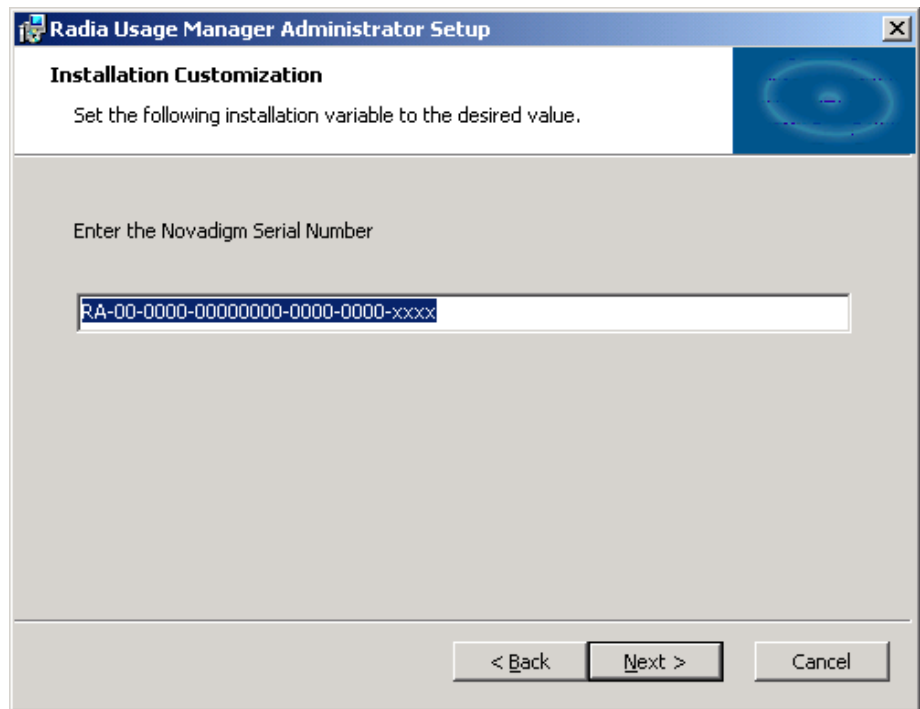 Radia Usage Manager Administrator Setup
Installation Customization
Set the following installation variable to the desired value.
Enter the Novadigm Serial Number
RA-00-0000-00000000-0000-0000-xxxx
< Back
Next >
Cancel